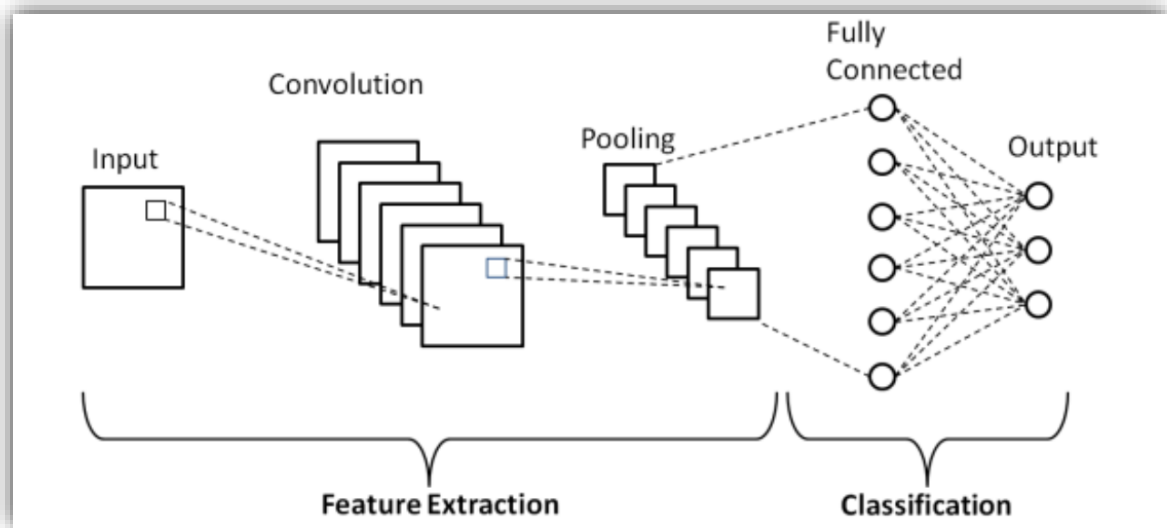 Input
Convolution
Pooling
Fully
Connected
Output
Feature Extraction
Classification